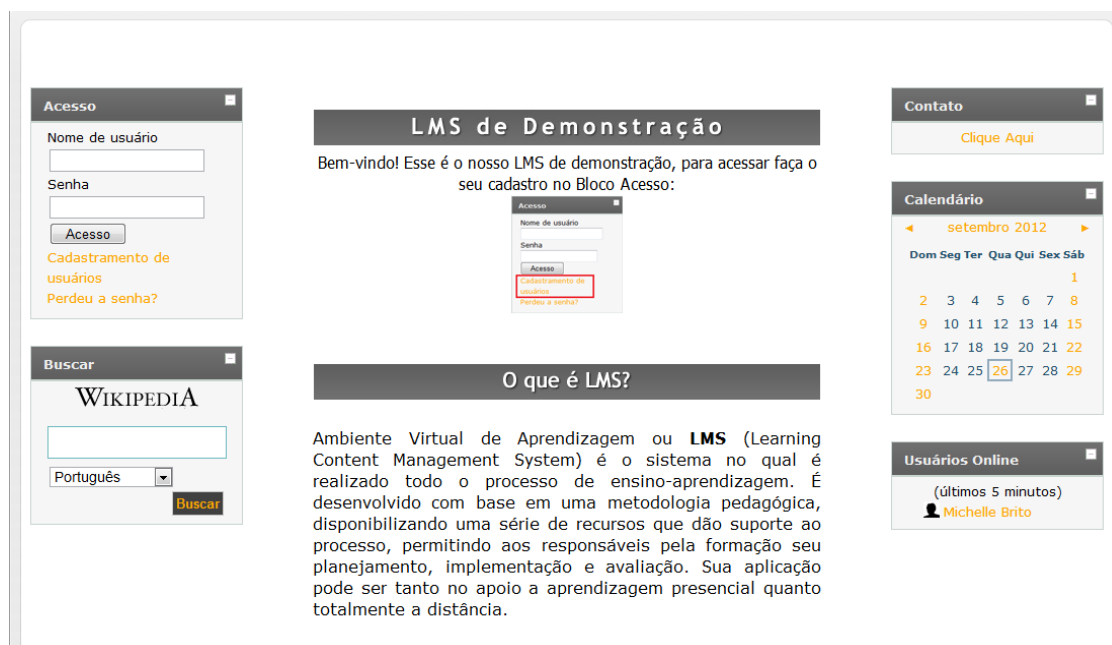 Acesso
Nome de usuário
Senha
Acesso
Cadastramento de
usuários
Perdeu a senha?
Buscar
WIKIPEDIA
Português
Buscar
LMS de Demonstração
Bem-vindo! Esse é o nosso LMS de demonstração, para acessar faça o
seu cadastro no Bloco Acesso:
Acesso
Nome de usuário
Senha
Acesso
Cadastramento de
usuários
Perdeu a senha?
O que é LMS?
Ambiente Virtual de Aprendizagem ou LMS (Learning
Content Management System) é o sistema no qual é
realizado todo o processo de ensino-aprendizagem. É
desenvolvido com base em uma metodologia pedagógica,
disponibilizando uma série de recursos que dão suporte ao
processo, permitindo aos responsáveis pela formação seu
planejamento, implementação e avaliação. Sua aplicação
pode ser tanto no apoio a aprendizagem presencial quanto
totalmente a distância.
Contato
Clique Aqui
Calendário
◄ setembro 2012 ►
Dom Seg Ter Qua Qui Sex Sáb
1
2 3 4 5 6 7 8
9 10 11 12 13 14 15
16 17 18 19 20 21 22
23 24 25 26 27 28 29
30
Usuários Online
(últimos 5 minutos)
Michelle Brito